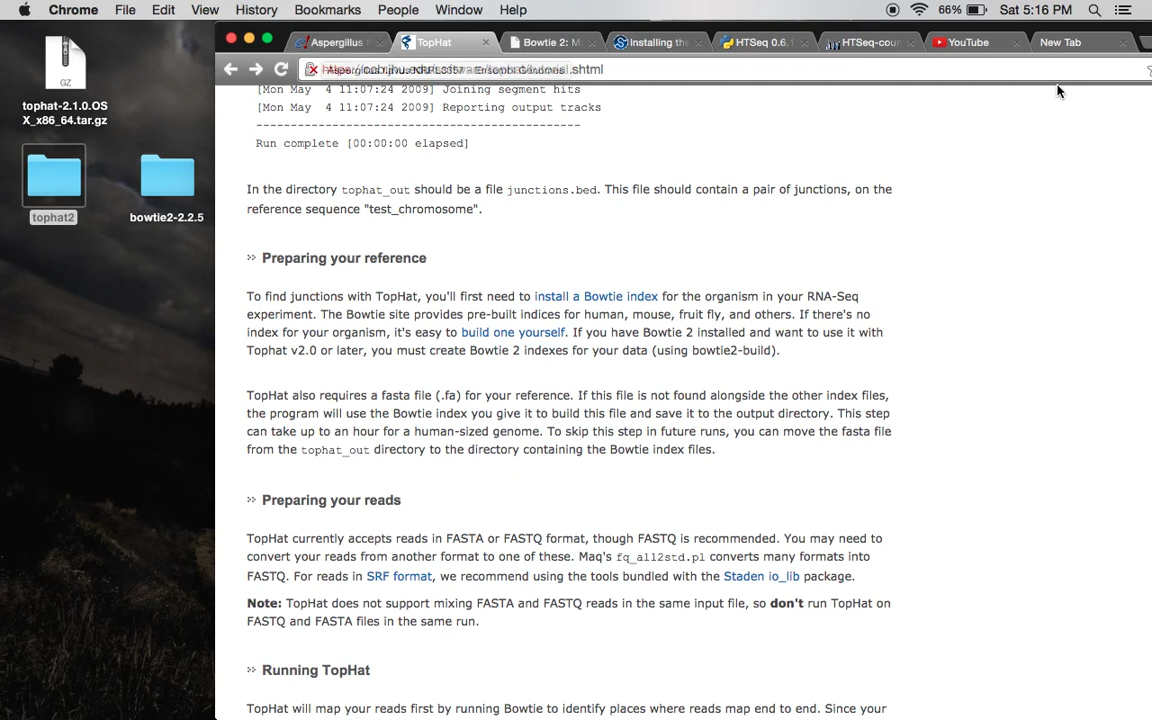 Chrome File Edit View History Bookmarks People Window Help 66% Sat 5:16 PM
GZ
tophat-2.1.0.OS
X_x86_64.tar.gz
tophat2
bowtie2-2.2.5
Aspergillus TopHat Bowtie 2: M Installing the HTSeq 0.6. HTSeq-coun YouTube New Tab
.shtml
[Mon May  4 11:07:24 2009] Joining segment hits
[Mon May  4 11:07:24 2009] Reporting output tracks
-----------------------------------------------
Run complete [00:00:00 elapsed]
In the directory tophat_out should be a file junctions.bed. This file should contain a pair of junctions, on the
reference sequence "test_chromosome".
Preparing your reference
To find junctions with TopHat, you'll first need to install a Bowtie index for the organism in your RNA-Seq
experiment. The Bowtie site provides pre-built indices for human, mouse, fruit fly, and others. If there's no
index for your organism, it's easy to build one yourself. If you have Bowtie 2 installed and want to use it with
Tophat v2.0 or later, you must create Bowtie 2 indexes for your data (using bowtie2-build).
TopHat also requires a fasta file (.fa) for your reference. If this file is not found alongside the other index files,
the program will use the Bowtie index you give it to build this file and save it to the output directory. This step
can take up to an hour for a human-sized genome. To skip this step in future runs, you can move the fasta file
from the tophat_out directory to the directory containing the Bowtie index files.
Preparing your reads
TopHat currently accepts reads in FASTA or FASTQ format, though FASTQ is recommended. You may need to
convert your reads from another format to one of these. Maq's fq_all2std.pl converts many formats into
FASTQ. For reads in SRF format, we recommend using the tools bundled with the Staden io_lib package.
Note: TopHat does not support mixing FASTA and FASTQ reads in the same input file, so don't run TopHat on
FASTQ and FASTA files in the same run.
Running TopHat
TopHat will map your reads first by running Bowtie to identify places where reads map end to end. Since your